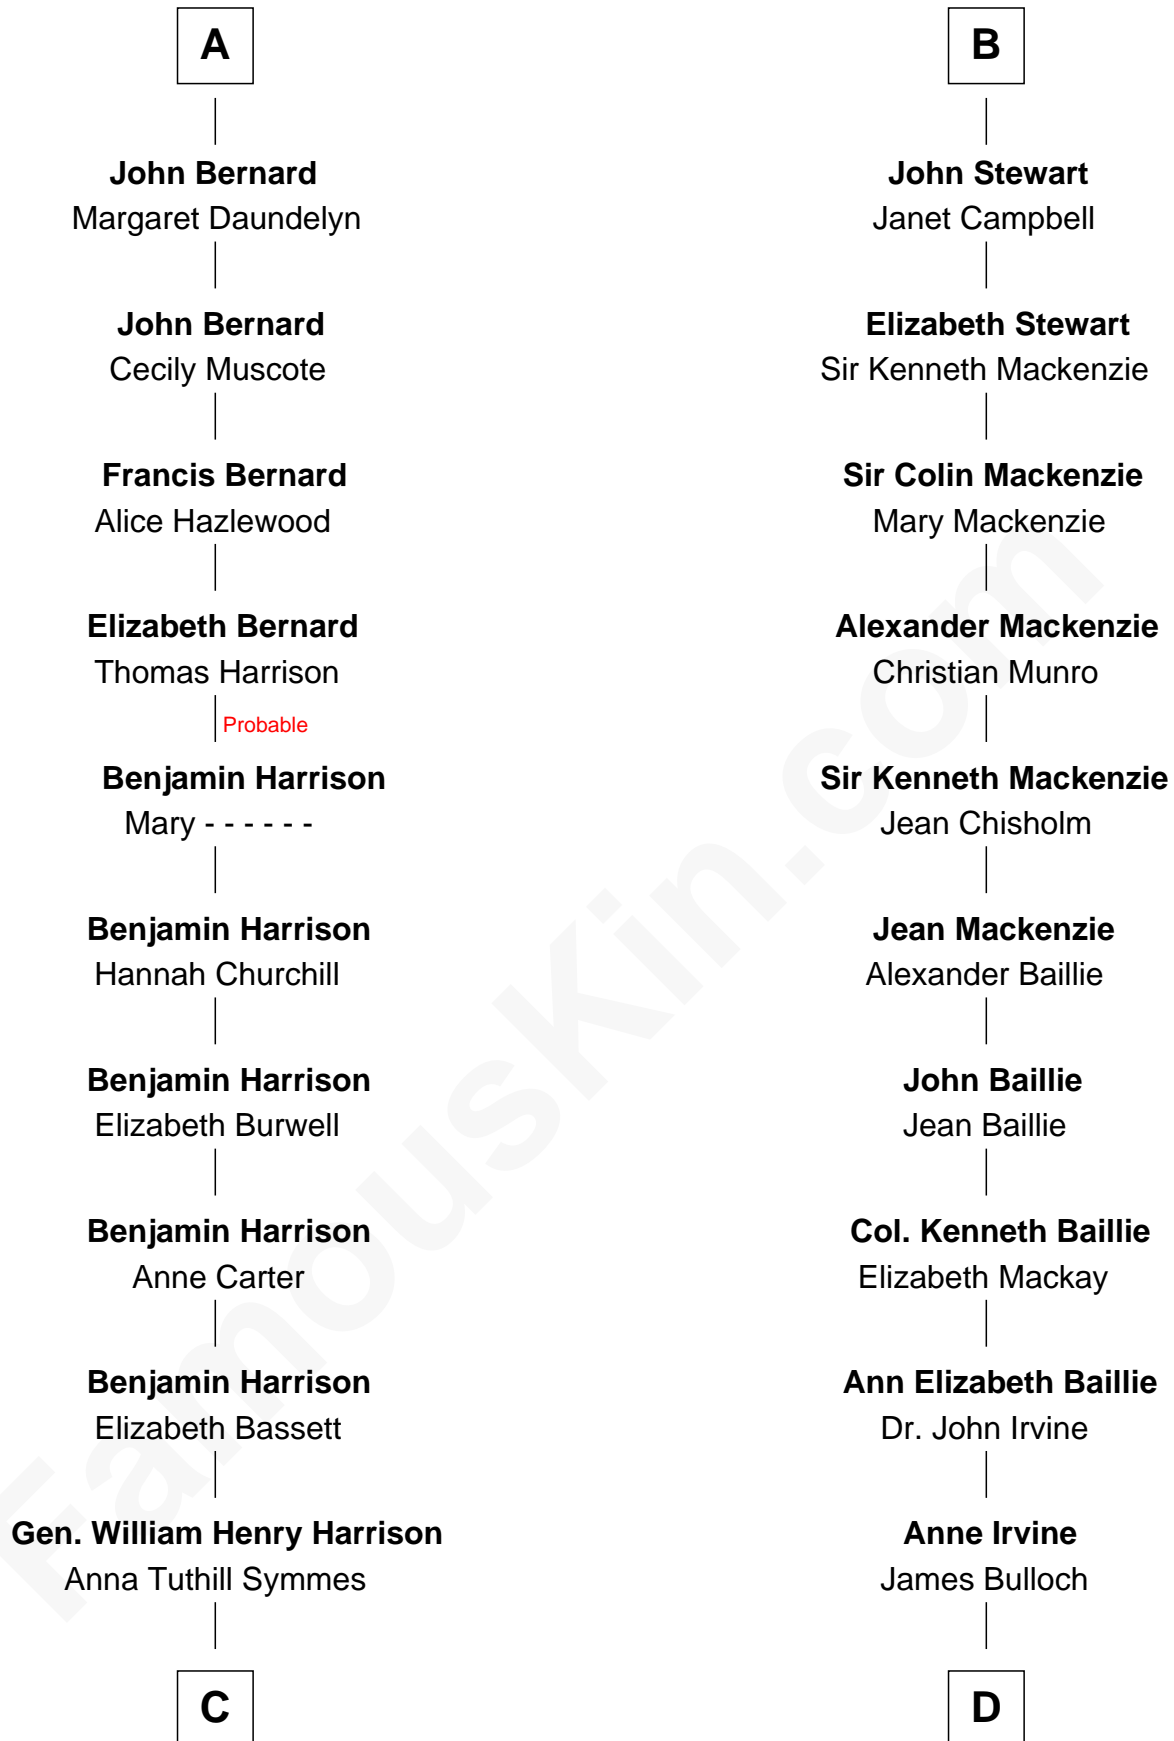 A
John Bernard
Margaret Daundelyn
John Bernard
Cecily Muscote
Francis Bernard
Alice Hazlewood
Elizabeth Bernard
Thomas Harrison
Probable
Benjamin Harrison
Mary - - - - - -
Benjamin Harrison
Hannah Churchill
Benjamin Harrison
Elizabeth Burwell
Benjamin Harrison
Anne Carter
Benjamin Harrison
Elizabeth Bassett
Gen. William Henry Harrison
Anna Tuthill Symmes
C
B
John Stewart
Janet Campbell
Elizabeth Stewart
Sir Kenneth Mackenzie
Sir Colin Mackenzie
Mary Mackenzie
Alexander Mackenzie
Christian Munro
Sir Kenneth Mackenzie
Jean Chisholm
Jean Mackenzie
Alexander Baillie
John Baillie
Jean Baillie
Col. Kenneth Baillie
Elizabeth Mackay
Ann Elizabeth Baillie
Dr. John Irvine
Anne Irvine
James Bulloch
D
FamousKin.com